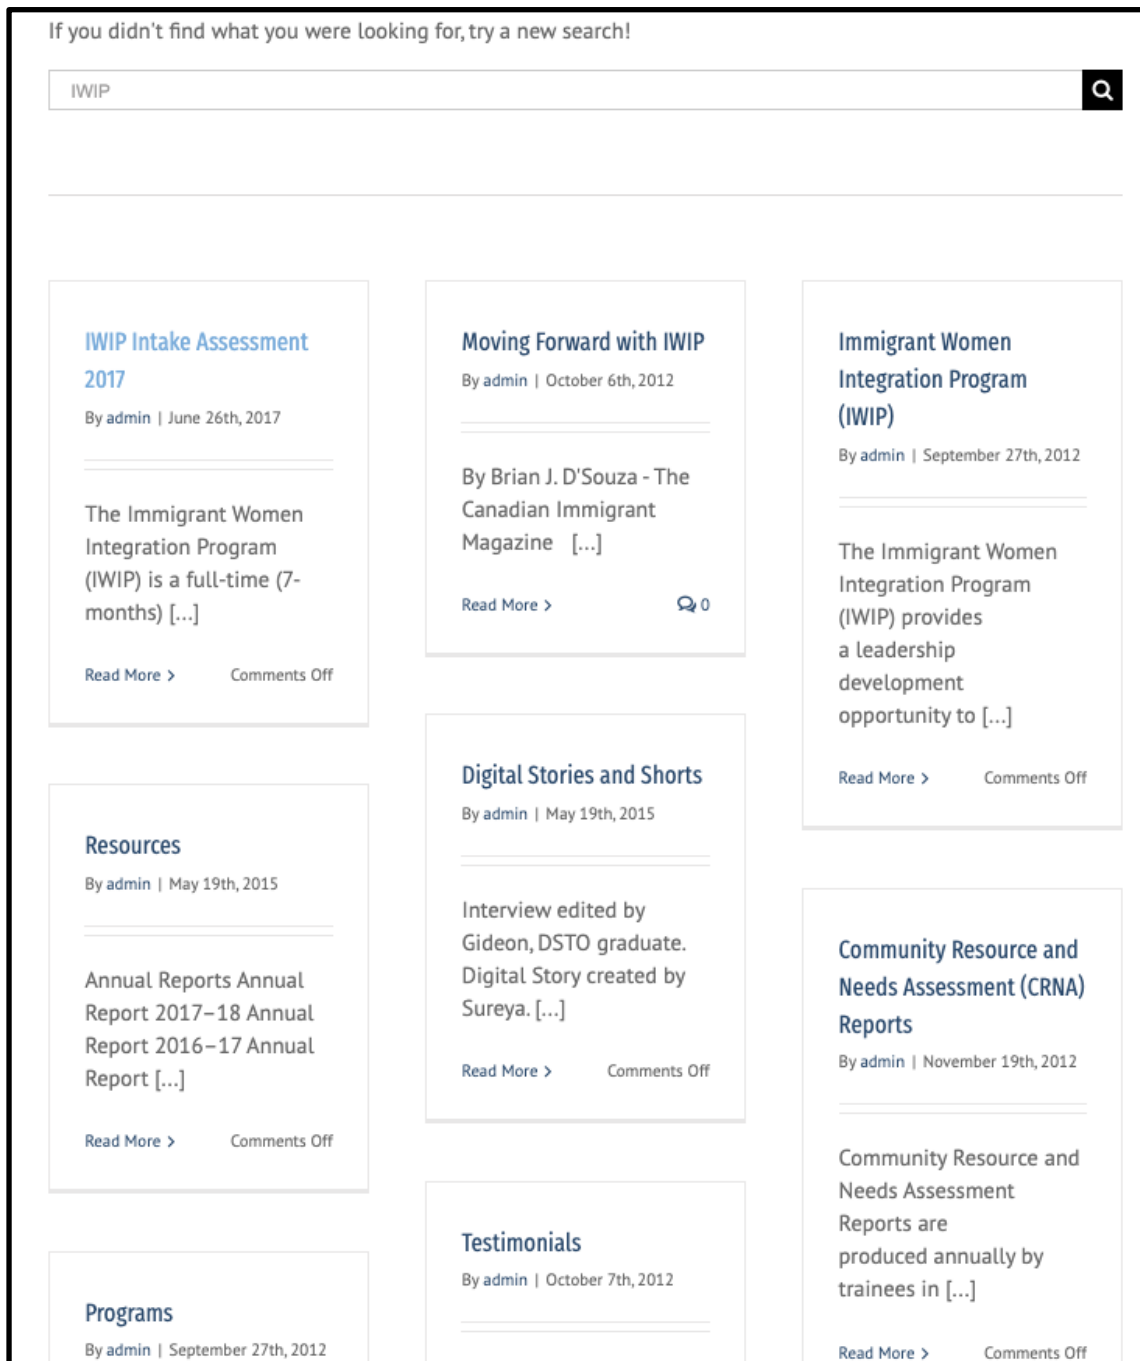 If you didn't find what you were looking for, try a new search!
IWIP
IWIP Intake Assessment
2017
By admin | June 26th, 2017
The Immigrant Women
Integration Program
(IWIP) is a full-time (7-
months) [...]
Read More >
Comments Off
Moving Forward with IWIP
By admin | October 6th, 2012
By Brian J. D'Souza - The
Canadian Immigrant
Magazine [...]
Read More >
0
Immigrant Women
Integration Program
(IWIP)
By admin | September 27th, 2012
The Immigrant Women
Integration Program
(IWIP) provides
a leadership
development
opportunity to [...]
Read More >
Comments Off
Resources
By admin | May 19th, 2015
Annual Reports Annual
Report 2017–18 Annual
Report 2016–17 Annual
Report [...]
Read More >
Comments Off
Digital Stories and Shorts
By admin | May 19th, 2015
Interview edited by
Gideon, DSTO graduate.
Digital Story created by
Sureya. [...]
Read More >
Comments Off
Community Resource and
Needs Assessment (CRNA)
Reports
By admin | November 19th, 2012
Community Resource and
Needs Assessment
Reports are
produced annually by
trainees in [...]
Read More >
Comments Off
Programs
By admin | September 27th, 2012
Testimonials
By admin | October 7th, 2012